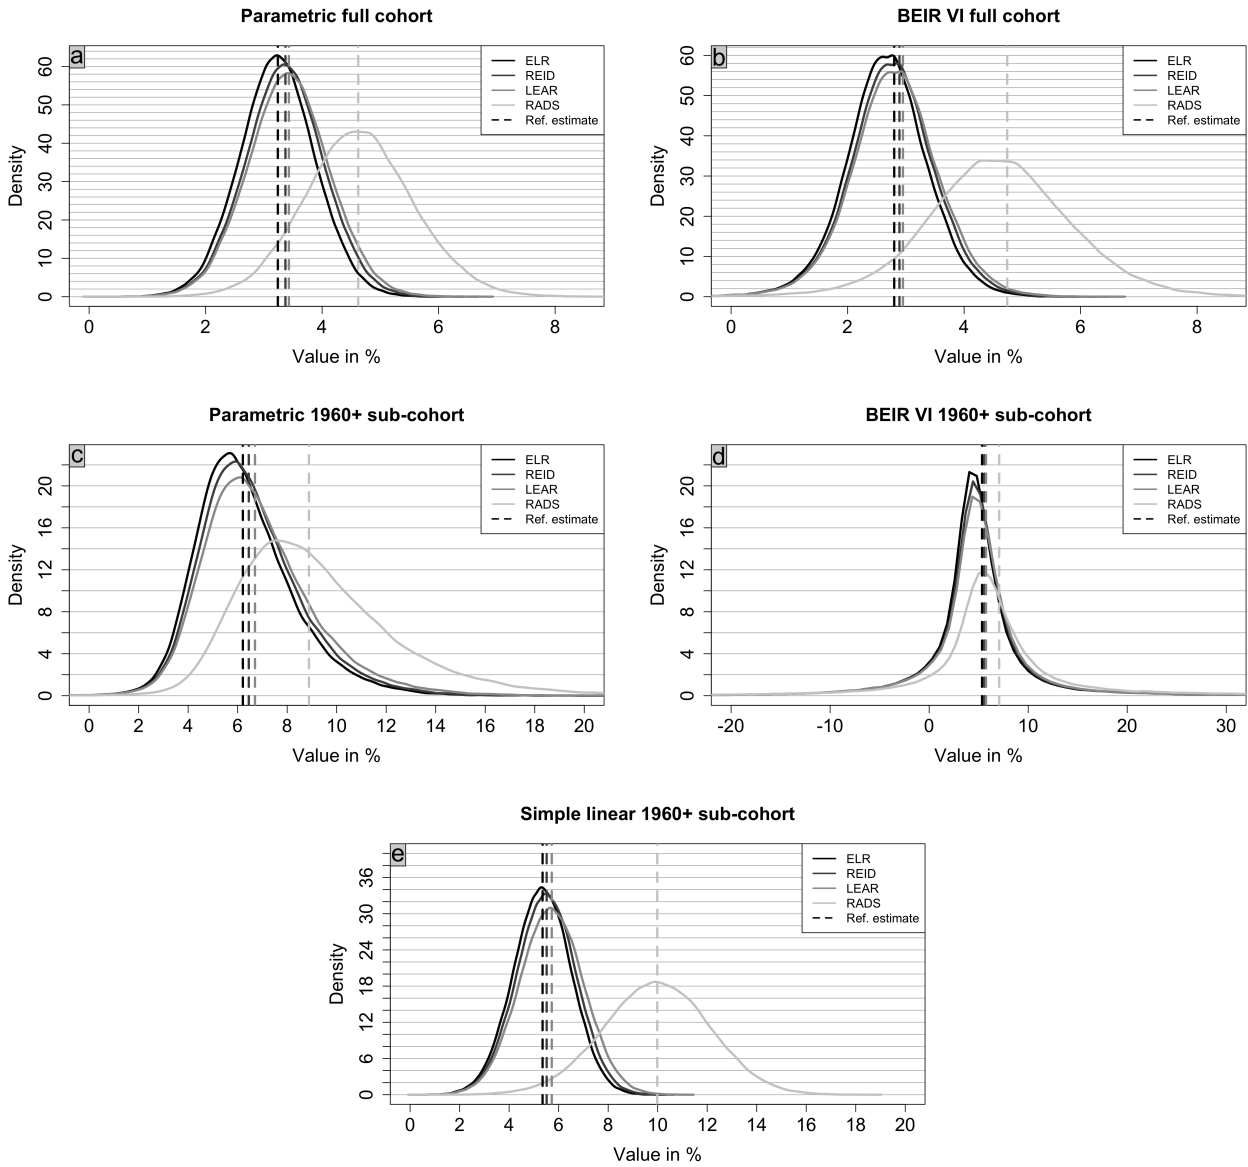 Parametric full cohort
a
ELR
REID
LEAR
RADS
Ref. estimate
Density
0 10 20 30 40 50 60
0 2 4 6 8
Value in %
BEIR VI full cohort
b
ELR
REID
LEAR
RADS
Ref. estimate
Density
0 10 20 30 40 50 60
0 2 4 6 8
Value in %
Parametric 1960+ sub-cohort
c
ELR
REID
LEAR
RADS
Ref. estimate
Density
0 4 8 12 16 20
0 2 4 6 8 10 12 14 16 18 20
Value in %
BEIR VI 1960+ sub-cohort
d
ELR
REID
LEAR
RADS
Ref. estimate
Density
0 4 8 12 16 20
-20 -10 0 10 20 30
Value in %
Simple linear 1960+ sub-cohort
e
ELR
REID
LEAR
RADS
Ref. estimate
Density
0 6 12 18 24 30 36
0 2 4 6 8 10 12 14 16 18 20
Value in %